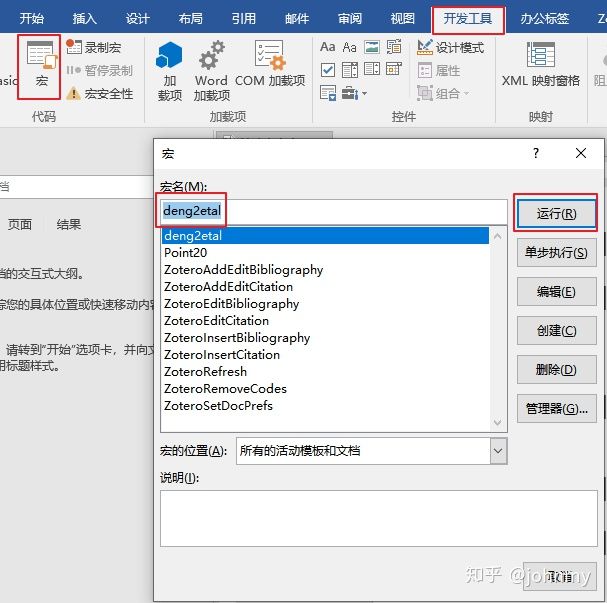 开始 插入 设计 布局 引用 邮件 审阅 视图 开发工具 办公标签
asic 宏 录制宏 暂停录制 宏安全性
代码
加载项 Word 加载项 COM 加载项
加载项
Aa Aa 设计模式 属性 组合
控件
XML 映射窗格
映射
阻
档
页面 结果
档的交互式大纲。
踪您的具体位置或快速移动内容
请转到"开始"选项卡，并向文
用标题样式。
宏 ?
宏名(M):
deng2etal
deng2etal
Point20
ZoteroAddEditBibliography
ZoteroAddEditCitation
ZoteroEditBibliography
ZoteroEditCitation
ZoteroInsertBibliography
ZoteroInsertCitation
ZoteroRefresh
ZoteroRemoveCodes
ZoteroSetDocPrefs
运行(R)
单步执行(S)
编辑(E)
创建(C)
删除(D)
管理器(G)...
宏的位置(A): 所有的活动模板和文档
说明(I):
取消
知乎 @johnmy